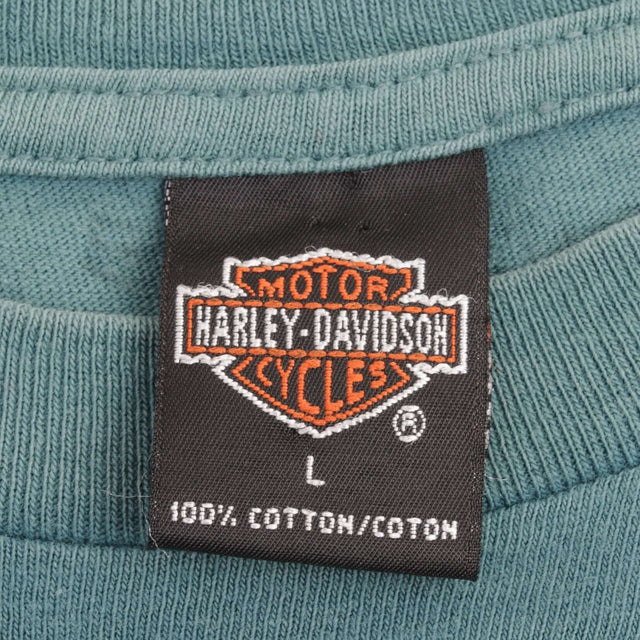 MOTOR
HARLEY-DAVIDSON
CYCLES
®
L
100% COTTON/COTON